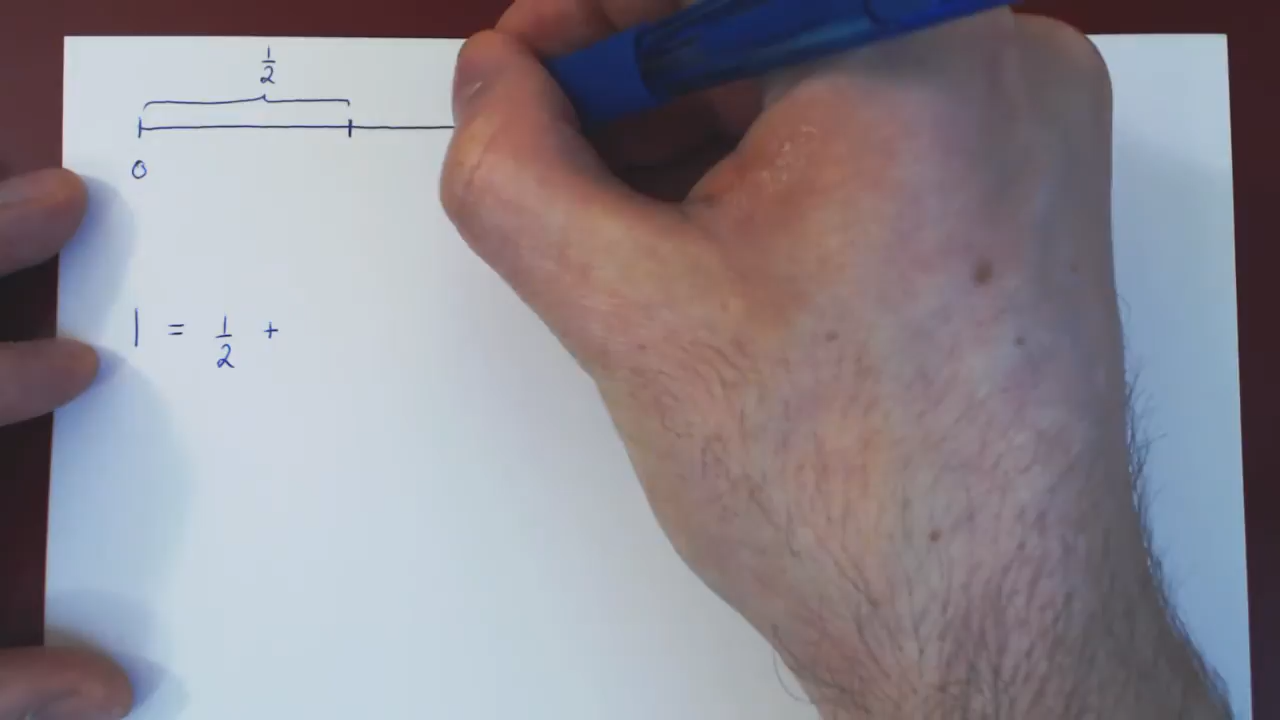 1/2
0
1 = 1/2 +